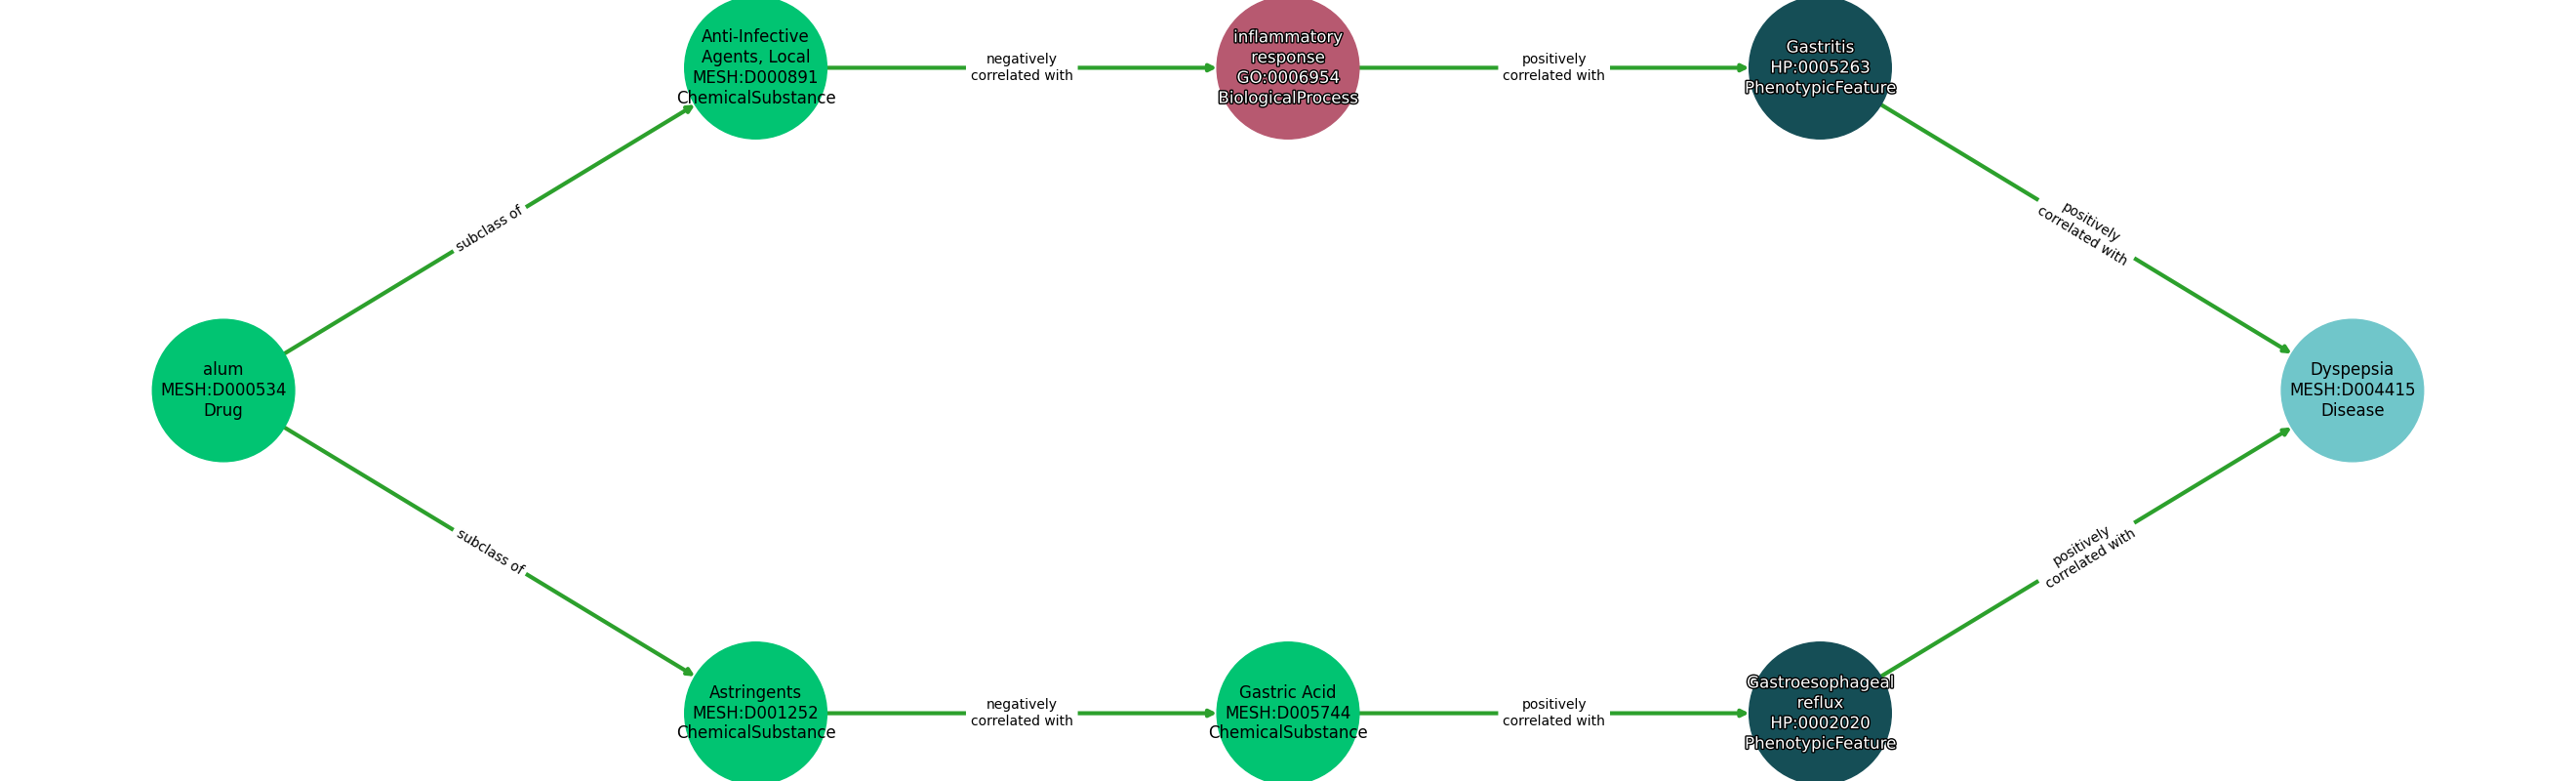 Anti-Infective
Agents, Local
MESH:D000891
ChemicalSubstance
negatively
correlated with
inflammatory
response
GO:0006954
BiologicalProcess
positively
correlated with
Gastritis
HP:0005263
PhenotypicFeature
subclass of
positively
correlated with
alum
MESH:D000534
Drug
Dyspepsia
MESH:D004415
Disease
subclass of
positively
correlated with
Astringents
MESH:D001252
ChemicalSubstance
negatively
correlated with
Gastric Acid
MESH:D005744
ChemicalSubstance
positively
correlated with
Gastroesophageal
reflux
HP:0002020
PhenotypicFeature